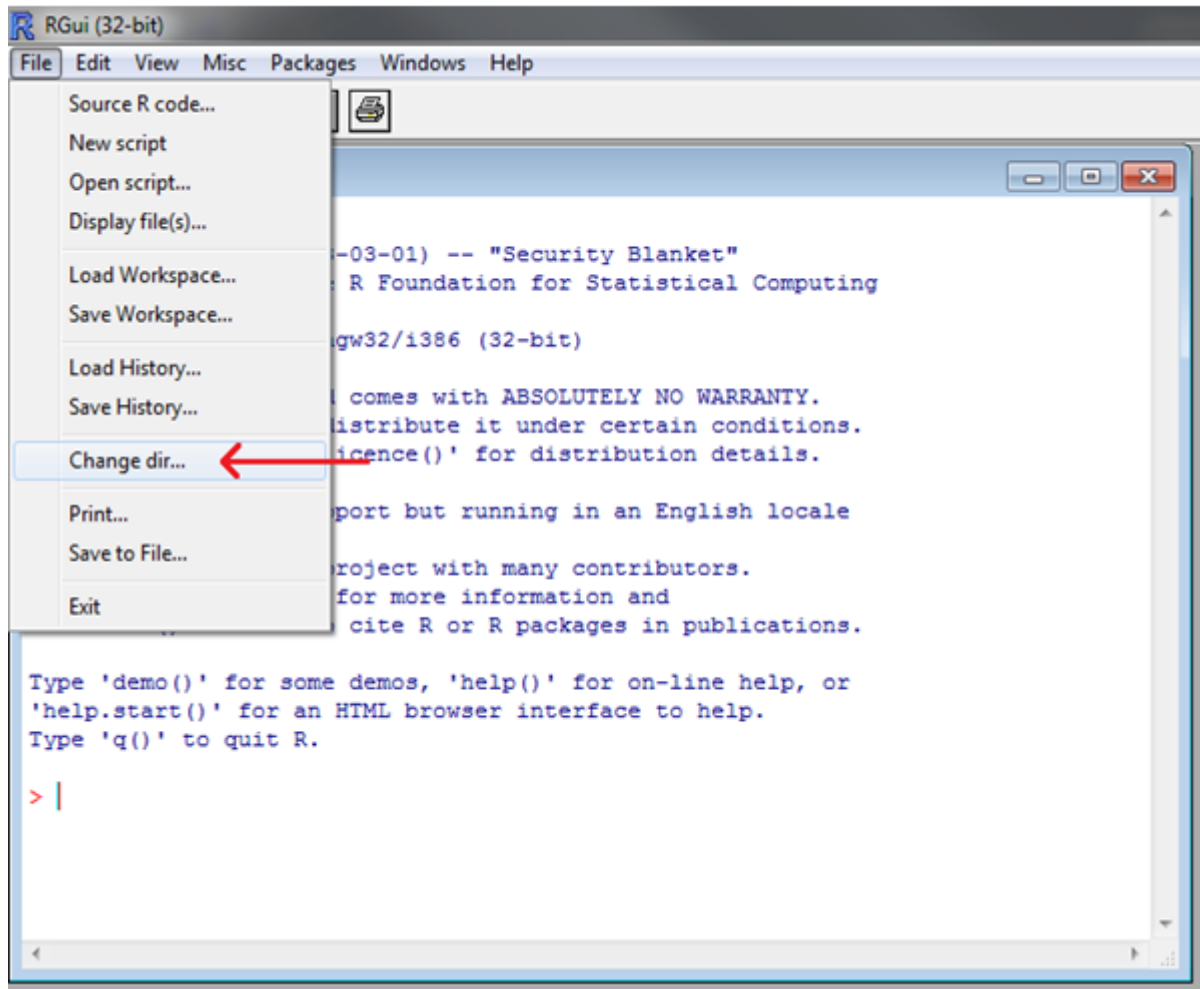 RGui (32-bit)
File Edit View Misc Packages Windows Help
Source R code...
New script
Open script...
Display file(s)...
Load Workspace...
Save Workspace...
Load History...
Save History...
Change dir...
Print...
Save to File...
Exit
-03-01) -- "Security Blanket"
R Foundation for Statistical Computing
gw32/i386 (32-bit)
comes with ABSOLUTELY NO WARRANTY.
distribute it under certain conditions.
icence()' for distribution details.
port but running in an English locale
project with many contributors.
for more information and
cite R or R packages in publications.
Type 'demo()' for some demos, 'help()' for on-line help, or
'help.start()' for an HTML browser interface to help.
Type 'q()' to quit R.
>